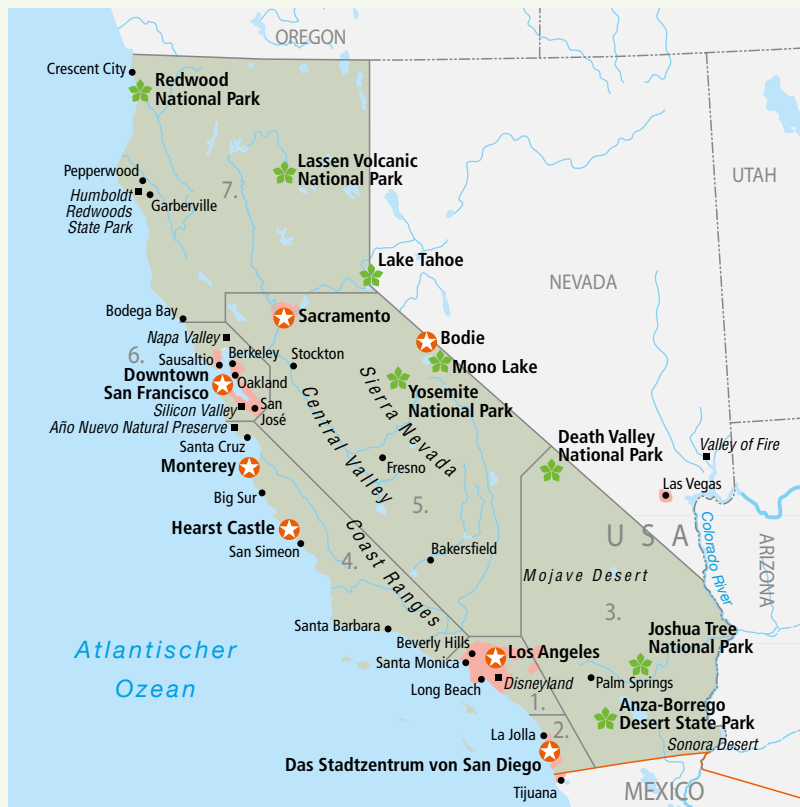 OREGON
Crescent City
Redwood
National Park
Lassen Volcanic
National Park
Pepperwood
Humboldt
Redwoods
State Park
Garberville
7.
UTAH
Lake Tahoe
NEVADA
Bodega Bay
Sacramento
Napa Valley
Bodie
6.
Sausaltio
Berkeley
Stockton
Mono Lake
Downtown
San Francisco
Oakland
Yosemite
National Park
Silicon Valley
San
José
Central Valley
Sierra Nevada
Año Nuevo Natural Preserve
Santa Cruz
Death Valley
National Park
Valley of Fire
Monterey
Fresno
Las Vegas
Big Sur
5.
Hearst Castle
San Simeon
4.
Coast Ranges
USA
Colorado River
ARIZONA
Bakersfield
Mojave Desert
3.
Santa Barbara
Atlantischer
Ozean
Beverly Hills
Santa Monica
Los Angeles
Joshua Tree
National Park
Long Beach
Disneyland
Palm Springs
1.
Anza-Borrego
Desert State Park
2.
La Jolla
Sonora Desert
Das Stadtzentrum von San Diego
Tijuana
MEXICO